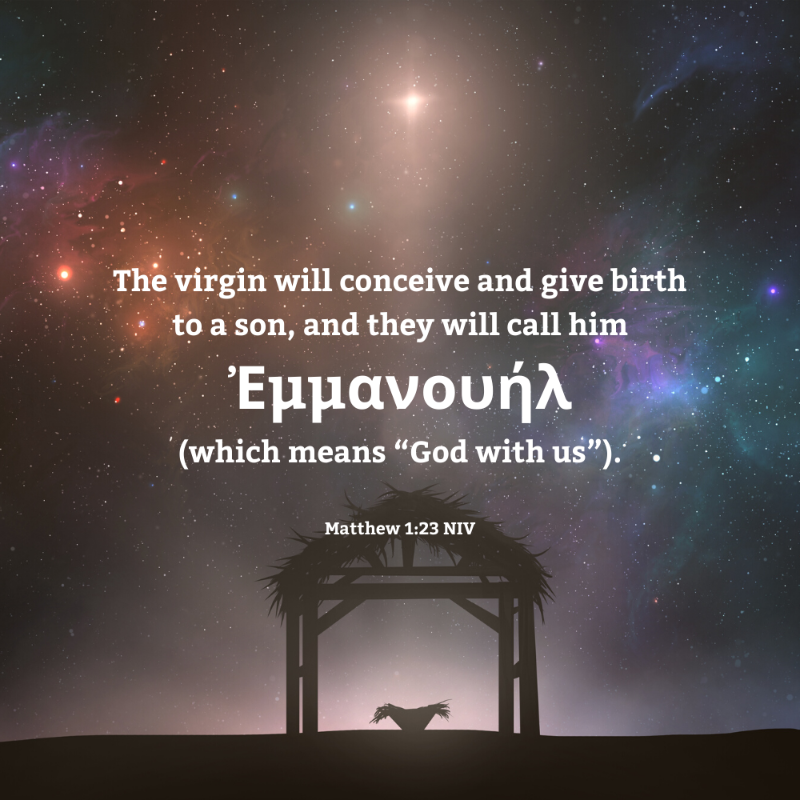 The virgin will conceive and give birth
to a son, and they will call him
Ἐμμανουήλ
(which means “God with us”).
Matthew 1:23 NIV